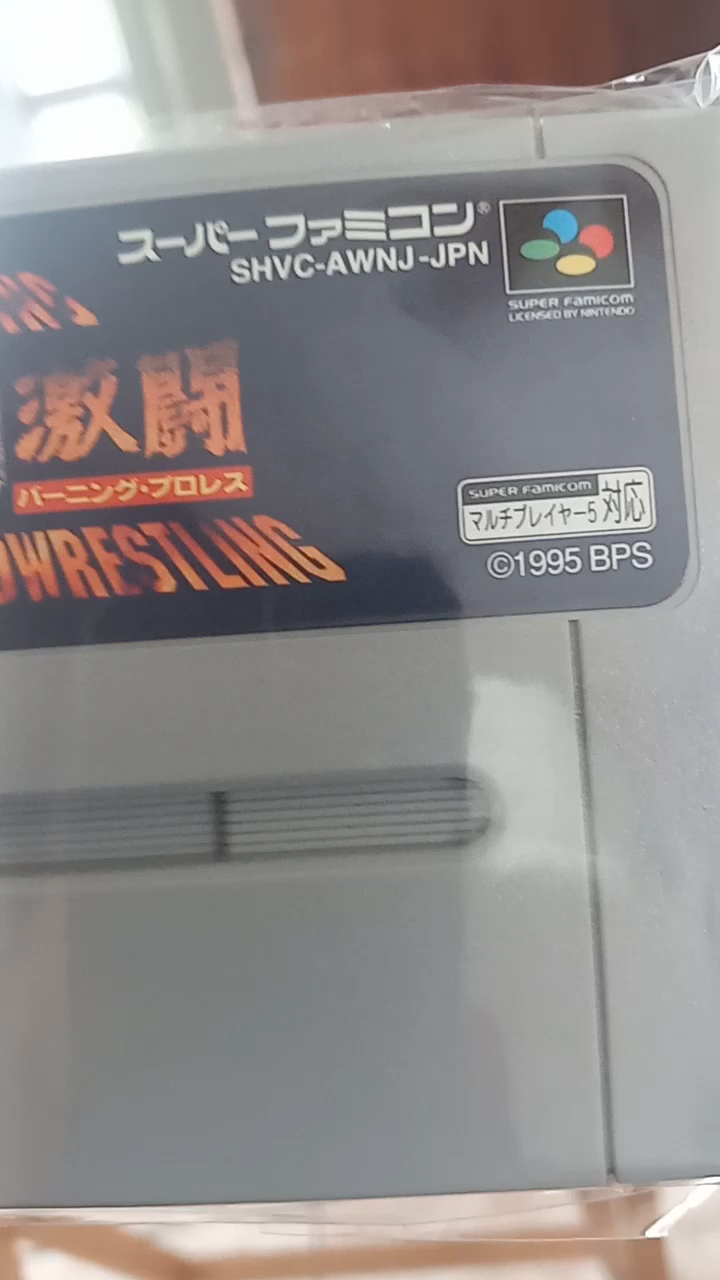 スーパーファミコン®
SHVC-AWNJ-JPN
SUPER FAMICOM
LICENSED BY NINTENDO
激闘
バーニング・プロレス
WRESTLING
SUPER FAMICOM
マルチプレイヤー5 対応
©1995 BPS